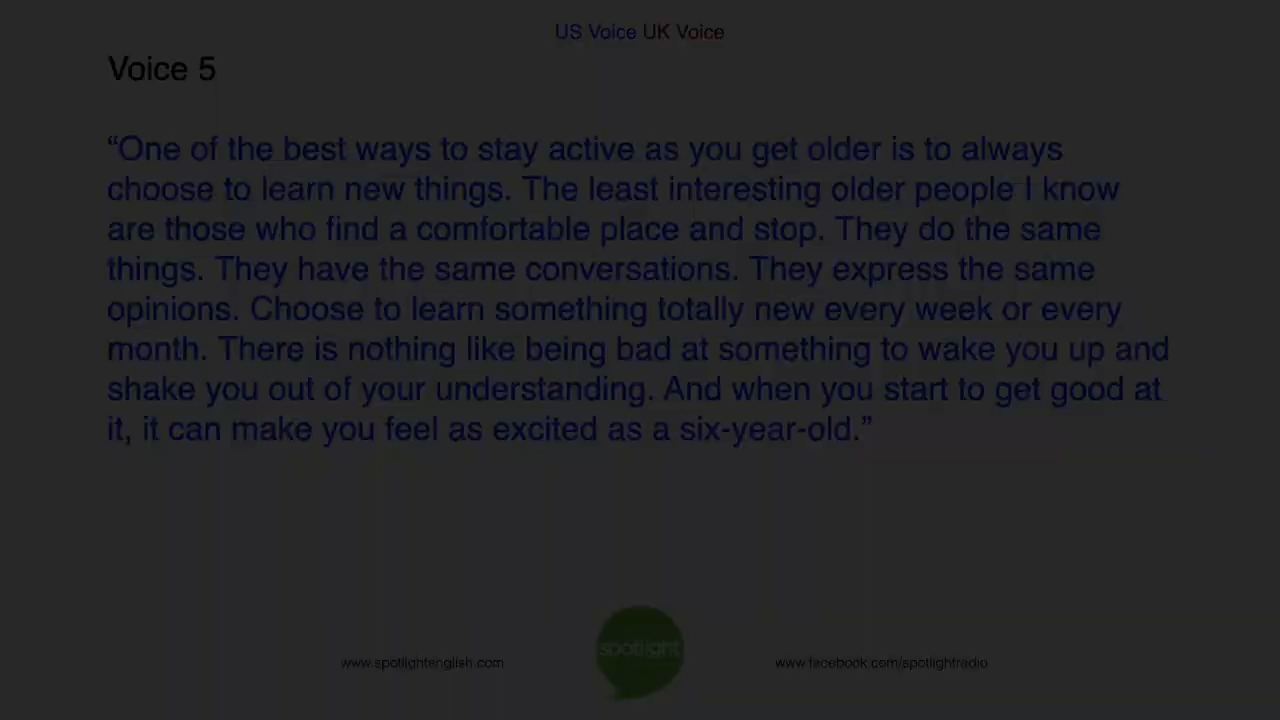 US Voice UK Voice
Voice 5
“One of the best ways to stay active as you get older is to always
choose to learn new things. The least interesting older people I know
are those who find a comfortable place and stop. They do the same
things. They have the same conversations. They express the same
opinions. Choose to learn something totally new every week or every
month. There is nothing like being bad at something to wake you up and
shake you out of your understanding. And when you start to get good at
it, it can make you feel as excited as a six-year-old.”
spotlight
www.spotlightenglish.com
www.facebook.com/spotlightradio